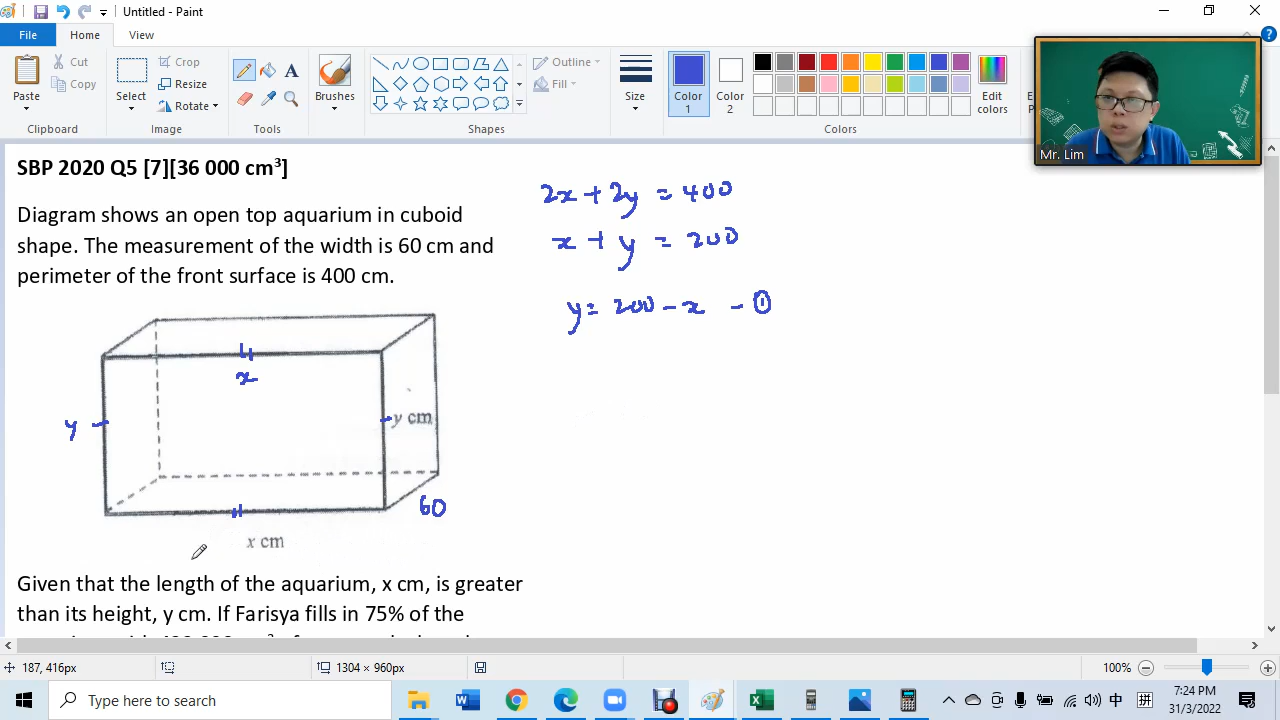 Untitled - Paint
File Home View
Paste
Cut
Copy
Clipboard
Select
Crop
Resize
Rotate
Image
A
Tools
Brushes
Shapes
Outline
Fill
Size
Color 1
Color 2
Edit colors
Colors
Mr. Lim
SBP 2020 Q5 [7][36 000 cm³]
Diagram shows an open top aquarium in cuboid
shape. The measurement of the width is 60 cm and
perimeter of the front surface is 400 cm.
2x + 2y = 400
x + y = 200
y = 200 - x - ①
x
y
y cm
60
x cm
Given that the length of the aquarium, x cm, is greater
than its height, y cm. If Farisya fills in 75% of the
187, 416px
1304 × 960px
100%
Type here to search
中
拼
7:24 PM
31/3/2022